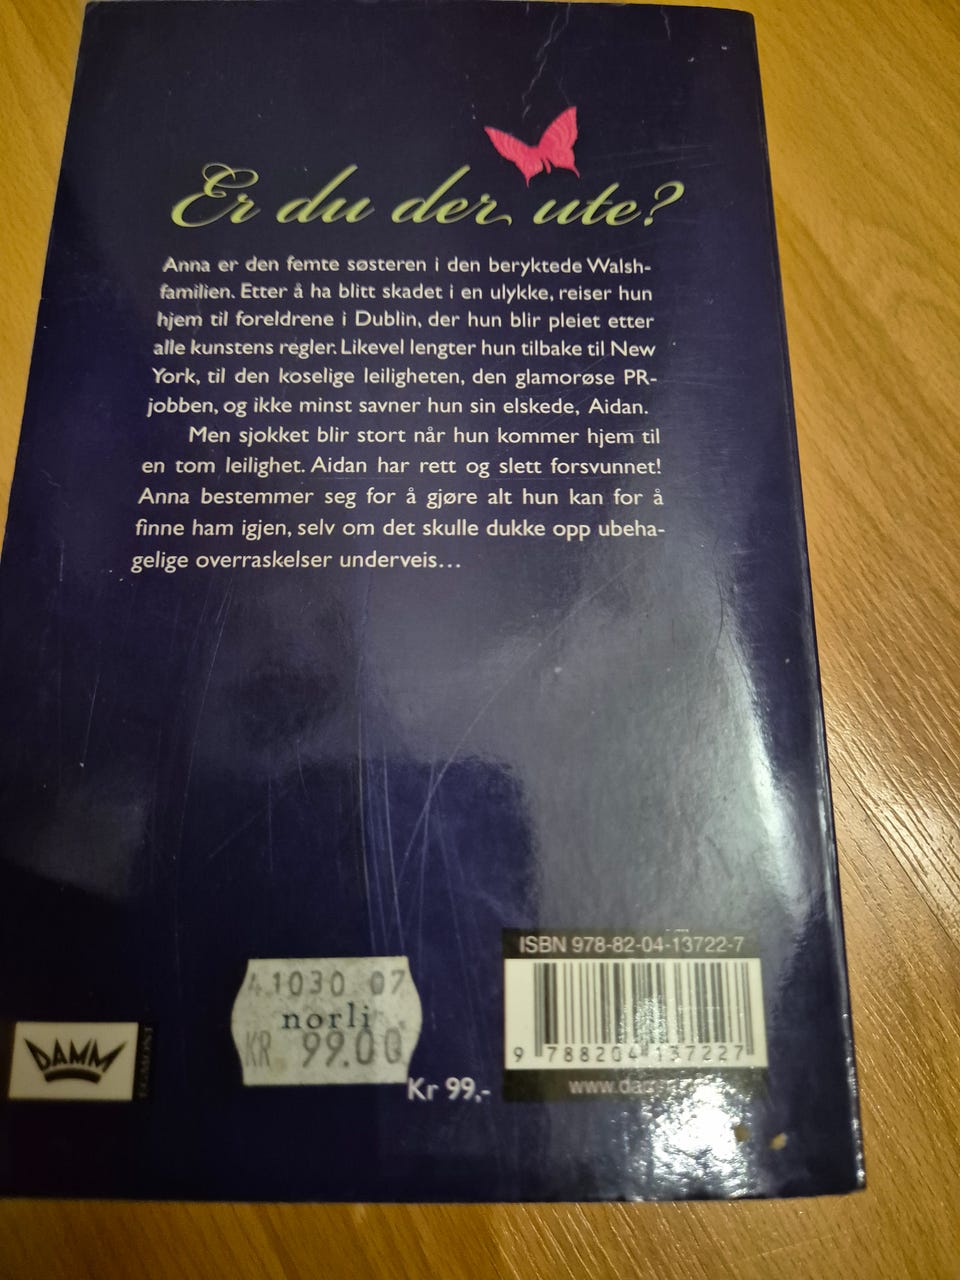 Er du der ute?
Anna er den femte søsteren i den beryktede Walsh-
familien. Etter å ha blitt skadet i en ulykke, reiser hun
hjem til foreldrene i Dublin, der hun blir pleiet etter
alle kunstens regler. Likevel lengter hun tilbake til New
York, til den koselige leiligheten, den glamorøse PR-
jobben, og ikke minst savner hun sin elskede, Aidan.
Men sjokket blir stort når hun kommer hjem til
en tom leilighet. Aidan har rett og slett forsvunnet!
Anna bestemmer seg for å gjøre alt hun kan for å
finne ham igjen, selv om det skulle dukke opp ubeha-
gelige overraskelser underveis...
ISBN 978-82-04-13722-7
41030 07
norli
KR 99.00
Kr 99,-
9 788204 137227
DAMM
EGMONT